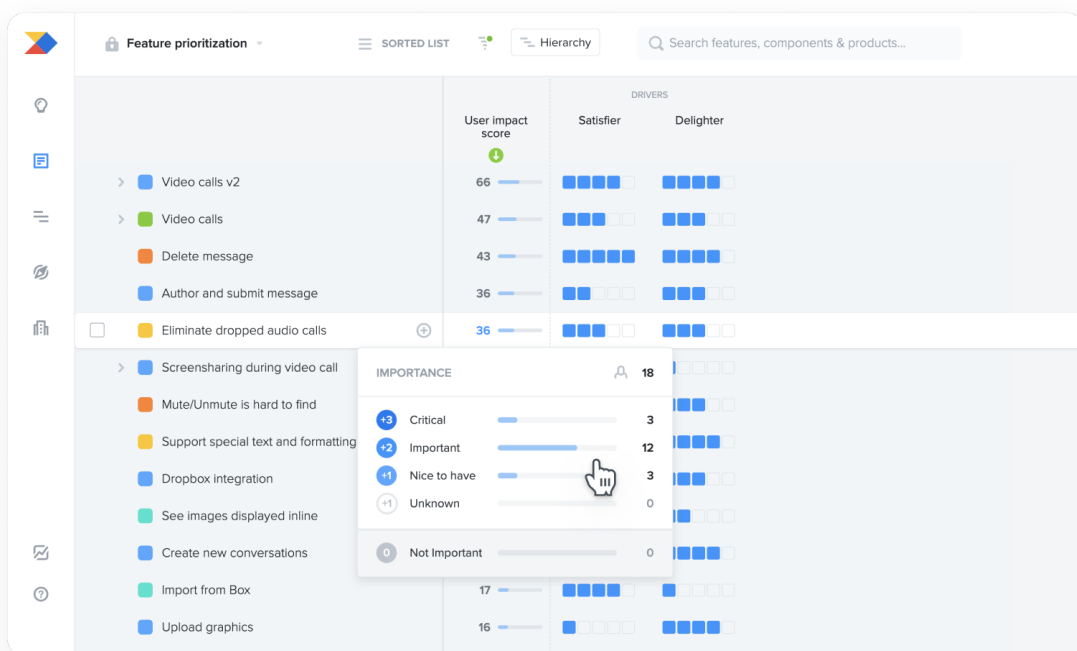 Feature prioritization
SORTED LIST
Hierarchy
Search features, components & products...
DRIVERS
User impact
score
Satisfier
Delighter
Video calls v2
66
Video calls
47
Delete message
43
Author and submit message
36
Eliminate dropped audio calls
36
Screensharing during video call
IMPORTANCE
18
Mute/Unmute is hard to find
+3 Critical 3
Support special text and formatting
+2 Important 12
Dropbox integration
+1 Nice to have 3
+1 Unknown 0
See images displayed inline
Create new conversations
0 Not Important 0
Import from Box
17
Upload graphics
16